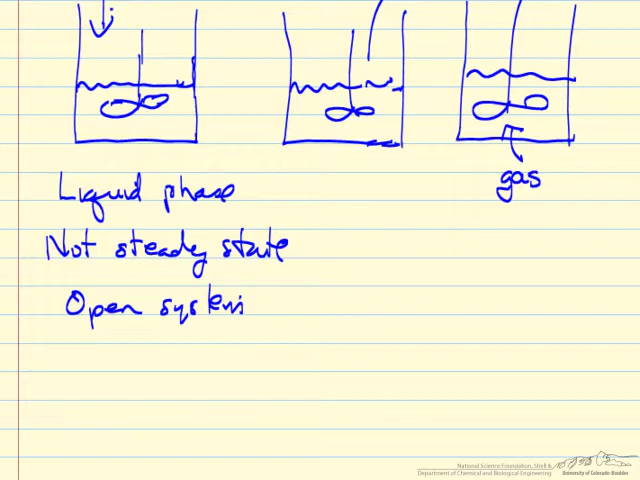 gas
Liquid phase
Not steady state
Open system
National Science Foundation, Shell &
Department of Chemical and Biological Engineering
University of Colorado-Boulder